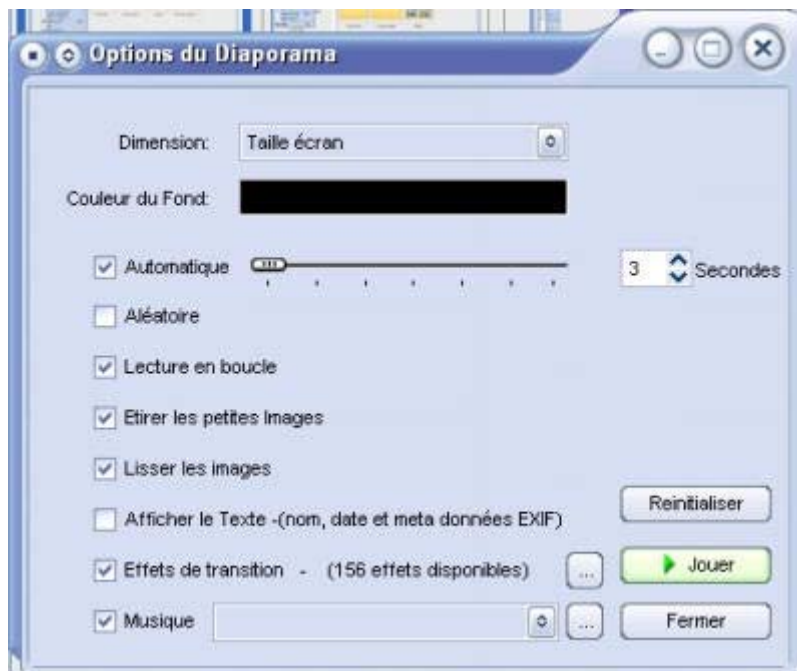 Options du Diaporama
Dimension: Taille écran
Couleur du Fond:
Automatique 3 Secondes
Aléatoire
Lecture en boucle
Etirer les petites Images
Lisser les images
Afficher le Texte -(nom, date et meta données EXIF)
Reinitialiser
Effets de transition - (156 effets disponibles) ... Jouer
Musique ... Fermer